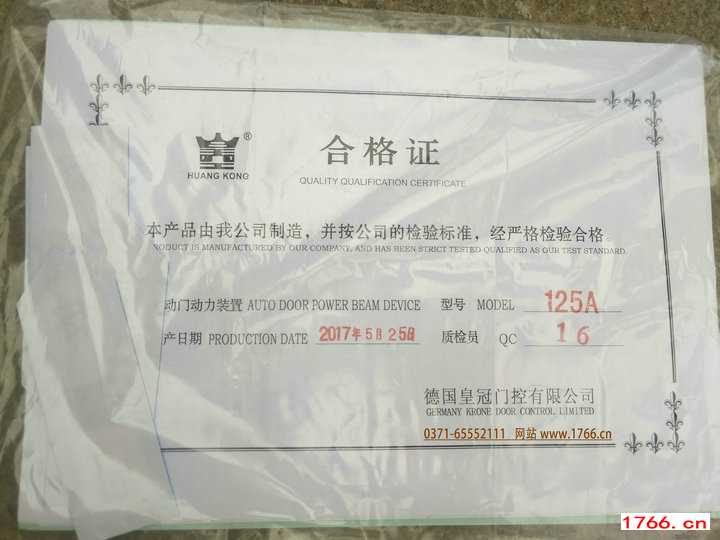 ®
HUANG KONG
合格证
QUALITY QUALIFICATION CERTIFICATE
本产品由我公司制造，并按公司的检验标准，经严格检验合格。
RODUCT IS MANUFACTURED BY OUR COMPANY, AND HAS BEEN STRICT TESTED QUALIFIED AS OUR TEST STANDARD.
动门动力装置 AUTO DOOR POWER BEAM DEVICE 型号 MODEL 125A
产日期 PRODUCTION DATE 2017年5月25日 质检员 QC 16
德国皇冠门控有限公司
GERMANY KRONE DOOR CONTROL LIMITED
0371-65552111 网站 www.1766.cn
1766.cn